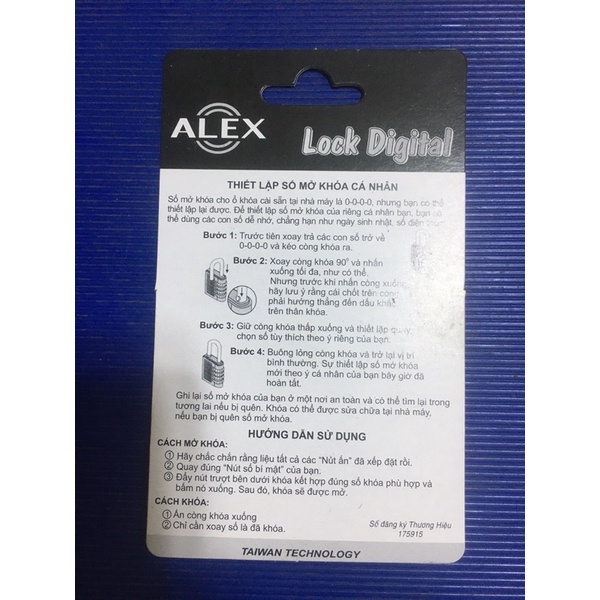 ALEX
Lock Digital
THIẾT LẬP SỐ MỞ KHÓA CÁ NHÂN
Số mở khóa cho ổ khóa cài sẵn tại nhà máy là 0-0-0-0, nhưng bạn có thể
thiết lập lại được. Để thiết lập số mở khóa của riêng cá nhân bạn, bạn có
thể dùng các con số dễ nhớ, chẳng hạn như ngày sinh nhật, số điện
Bước 1: Trước tiên xoay trả các con số trở về
0-0-0-0 và kéo còng khóa ra.
Bước 2: Xoay còng khóa 90° và nhấn
xuống tối đa, như có thể.
Nhưng trước khi nhấn còng xuống,
hãy lưu ý rằng cái chốt trên còng
phải hướng thẳng đến dấu khắc
trên thân khóa.
Bước 3: Giữ còng khóa thấp xuống và thiết lập quay,
chọn số tùy thích theo ý riêng của bạn.
Bước 4: Buông lỏng còng khóa và trở lại vị trí
bình thường. Sự thiết lập số mở khóa
mới theo ý cá nhân của bạn bây giờ đã
hoàn tất.
Ghi lại số mở khóa của bạn ở một nơi an toàn và có thể tìm lại trong
tương lai nếu bị quên. Khóa có thể được sửa chữa tại nhà máy,
nếu bạn bị quên số mở khóa.
HƯỚNG DẪN SỬ DỤNG
CÁCH MỞ KHÓA:
① Hãy chắc chắn rằng liệu tất cả các "Nút ấn" đã xếp đặt rồi.
② Quay đúng "Nút số bí mật" của bạn.
③ Đẩy nút trượt bên dưới khóa kết hợp đúng số khóa phù hợp và
bấm nó xuống. Sau đó, khóa sẽ được mở.
CÁCH KHÓA:
① Ấn còng khóa xuống
② Chỉ cần xoay số là đã khóa.
Số đăng ký Thương Hiệu
175915
TAIWAN TECHNOLOGY